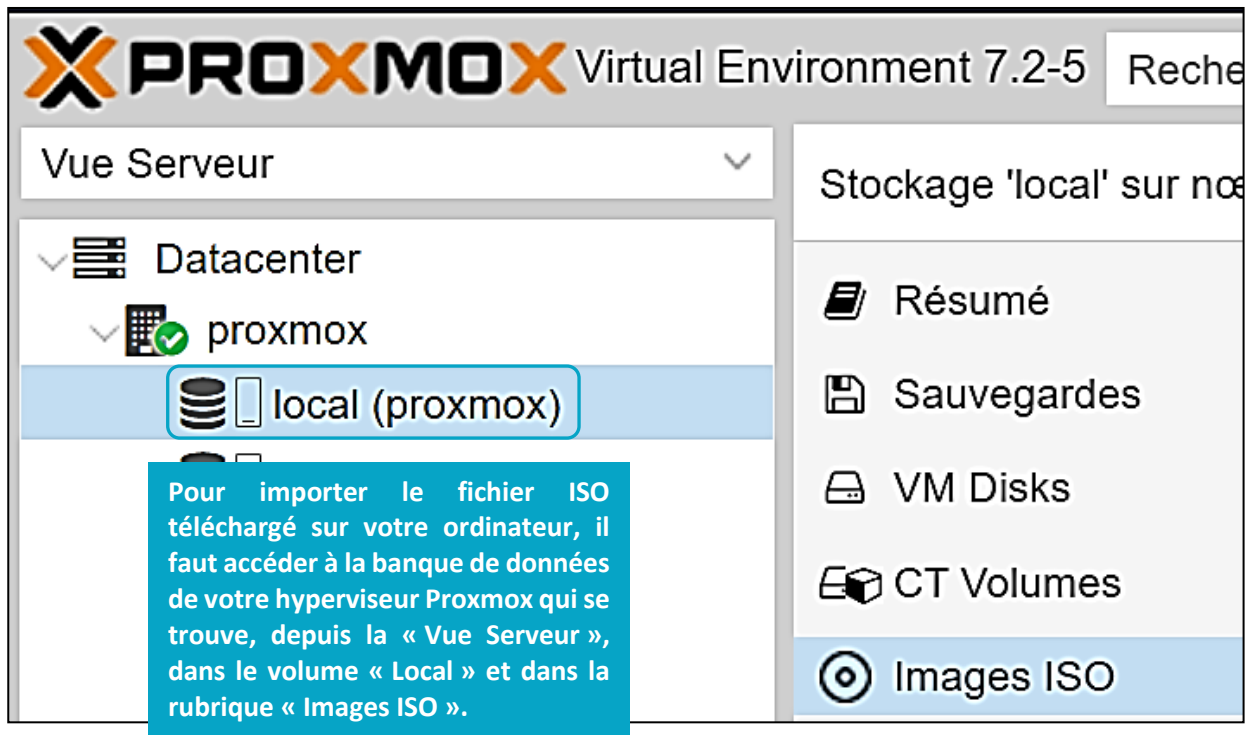 PROXMOX Virtual Environment 7.2-5 Reche
Vue Serveur
Datacenter
proxmox
local (proxmox)
Pour importer le fichier ISO
téléchargé sur votre ordinateur, il
faut accéder à la banque de données
de votre hyperviseur Proxmox qui se
trouve, depuis la « Vue Serveur »,
dans le volume « Local » et dans la
rubrique « Images ISO ».
Stockage 'local' sur nœ
Résumé
Sauvegardes
VM Disks
CT Volumes
Images ISO